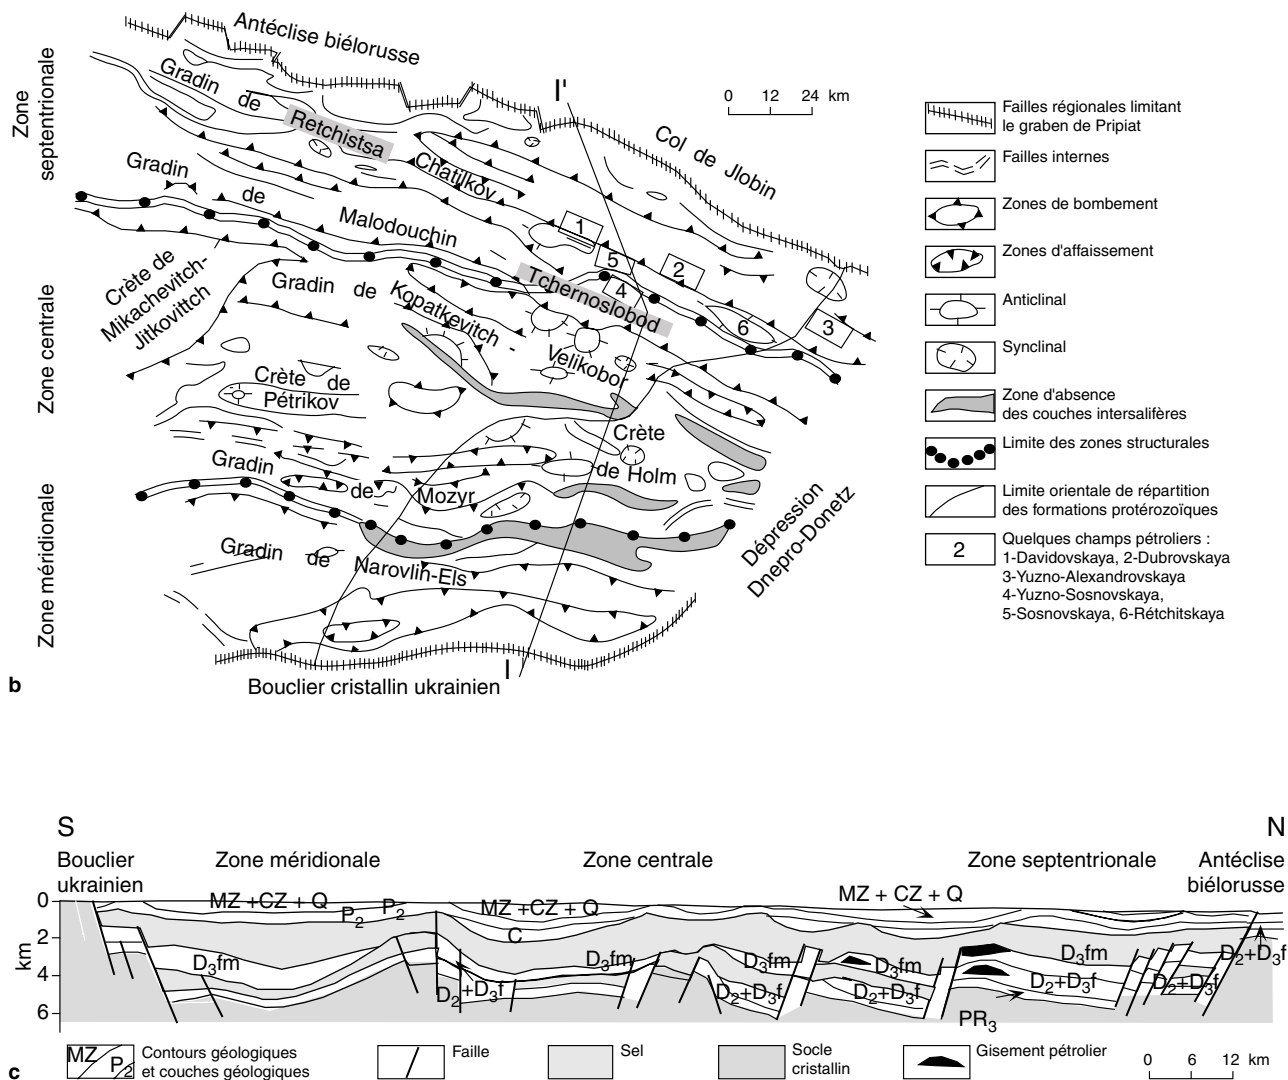 Antéclise biélorusse
Zone
septentrionale
Gradin de
Retchistsa
I'
0 12 24 km
Col de Jlobin
Chatilkov
Gradin
de
Malodouchin
1
5
2
4
Tchernoslobod
6
3
Crète de
Mikachevitch-
Jitkovittch
Gradin de
Kopatkevitch -
Velikobor
Zone centrale
Crète de
Pétrikov
Crète
de Holm
Gradin
de
Mozyr
Dépression
Dnepro-Donetz
Zone méridionale
Gradin de
Narovlin-Els
I
Bouclier cristallin ukrainien
b
Failles régionales limitant
le graben de Pripiat
Failles internes
Zones de bombement
Zones d'affaissement
Anticlinal
Synclinal
Zone d'absence
des couches intersalifères
Limite des zones structurales
Limite orientale de répartition
des formations protérozoïques
2
Quelques champs pétroliers :
1-Davidovskaya, 2-Dubrovskaya
3-Yuzno-Alexandrovskaya
4-Yuzno-Sosnovskaya,
5-Sosnovskaya, 6-Rétchitskaya
S
N
Bouclier
ukrainien
Zone méridionale
Zone centrale
Zone septentrionale
Antéclise
biélorusse
km
0
2
4
6
MZ +CZ + Q
P2
P2
MZ +CZ + Q
MZ + CZ + Q
C
D3fm
D3fm
D3fm
D3fm
D3fm
D2+D3f
D2+D3f
D2+D3f
D2+D3f
D2+D3f
D2+D3f
PR3
MZ
P2
Contours géologiques
et couches géologiques
Faille
Sel
Socle
cristallin
Gisement pétrolier
0 6 12 km
c